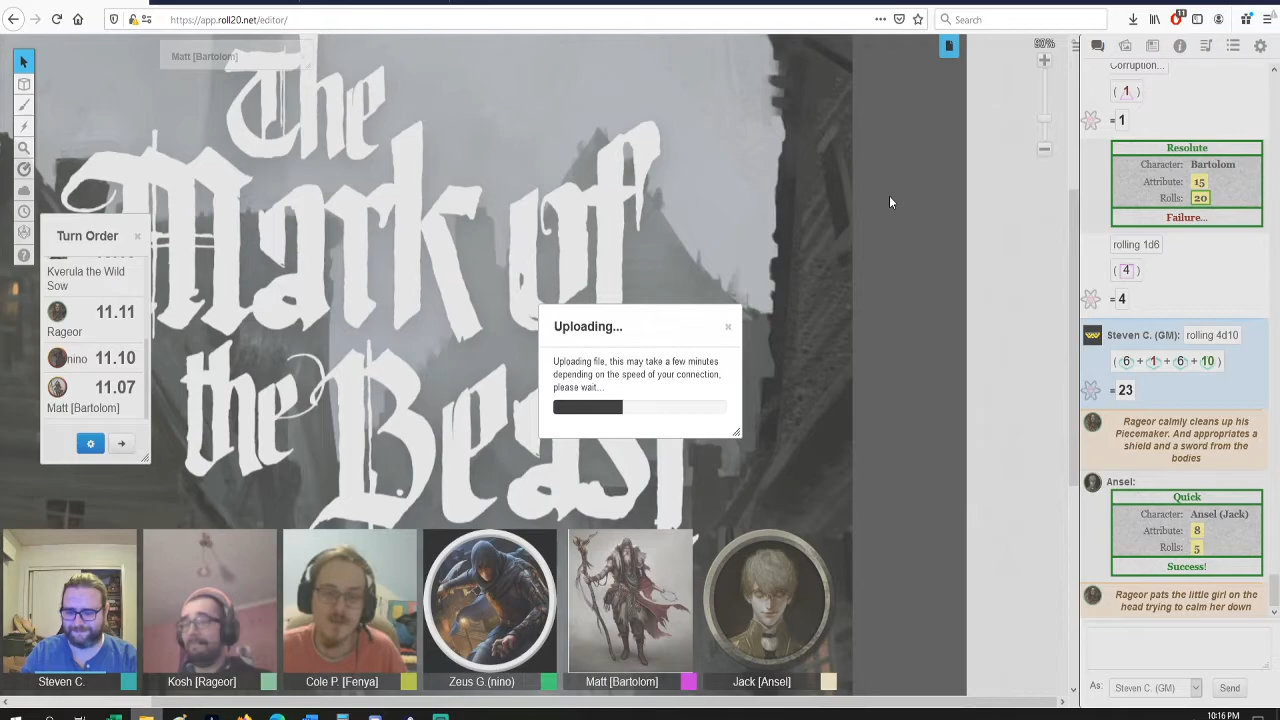 https://app.roll20.net/editor/
Search
11
Matt [Bartolom]
90%
The
Mark of
the Beast
Turn Order
Kverula the Wild
Sow
11.11
Rageor
nino
11.10
11.07
Matt [Bartolom]
Uploading...
Uploading file, this may take a few minutes
depending on the speed of your connection,
please wait...
Steven C.
Kosh [Rageor]
Cole P. [Fenya]
Zeus G (nino)
Matt [Bartolom]
Jack [Ansel]
Corruption...
( 1 )
= 1
Resolute
Character: Bartolom
Attribute: 15
Rolls: 20
Failure...
rolling 1d6
( 4 )
= 4
Steven C. (GM): rolling 4d10
( 6 + 1 + 6 + 10 )
= 23
Rageor calmly cleans up his
Piecemaker. And appropriates a
shield and a sword from the
bodies
Ansel:
Quick
Character: Ansel (Jack)
Attribute: 8
Rolls: 5
Success!
Rageor pats the little girl on the
head trying to calm her down
As: Steven C. (GM)
Send
10:16 PM